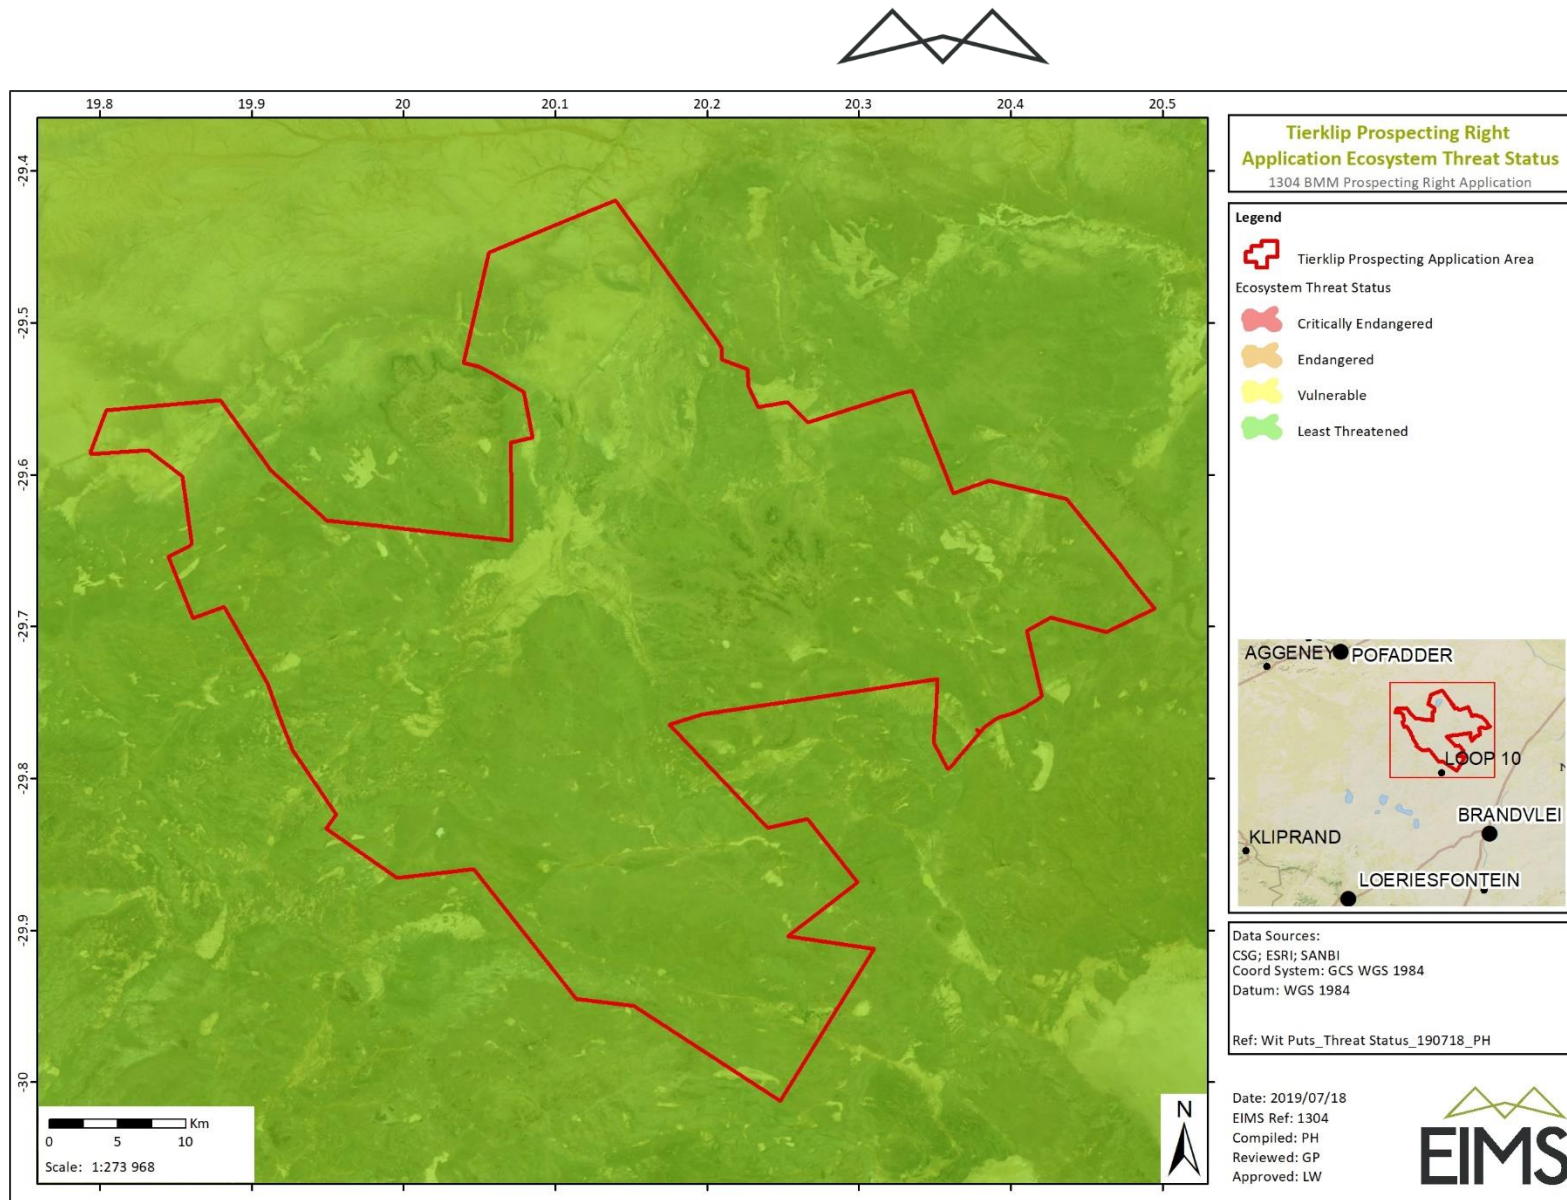 19.8 19.9 20 20.1 20.2 20.3 20.4 20.5
-29.4
-29.5
-29.6
-29.7
-29.8
-29.9
-30
Km
0 5 10
Scale: 1:273 968
N
Tierklip Prospecting Right
Application Ecosystem Threat Status
1304 BMM Prospecting Right Application
Legend
Tierklip Prospecting Application Area
Ecosystem Threat Status
Critically Endangered
Endangered
Vulnerable
Least Threatened
AGGENEY POFADDER
LOOP 10
BRANDVLEI
KLIPRAND
LOERIESFONTEIN
Data Sources:
CSG; ESRI; SANBI
Coord System: GCS WGS 1984
Datum: WGS 1984
Ref: Wit Puts_Threat Status_190718_PH
Date: 2019/07/18
EIMS Ref: 1304
Compiled: PH
Reviewed: GP
Approved: LW
EIMS